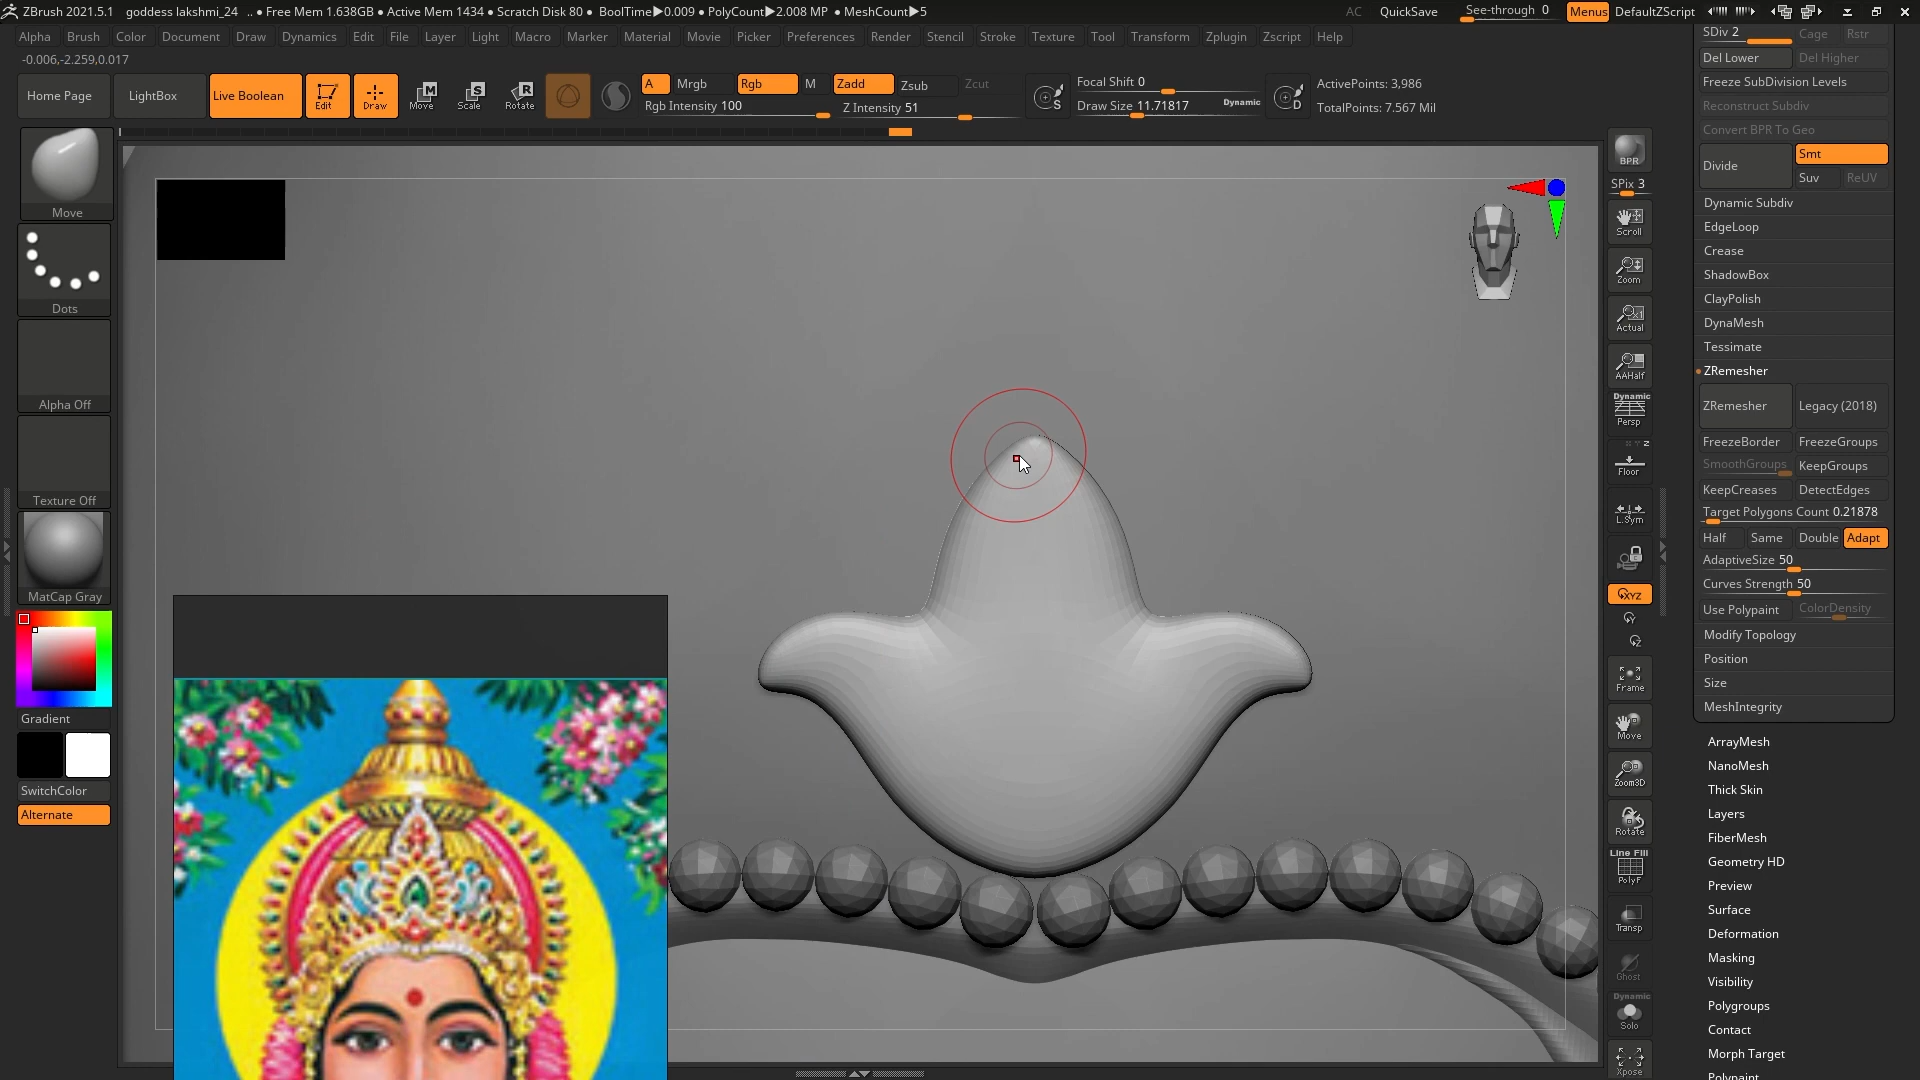 ZBrush 2021.5.1 goddess lakshmi_24 .. • Free Mem 1.638GB • Active Mem 1434 • Scratch Disk 80 • BoolTime▶0.009 • PolyCount▶2.008 MP • MeshCount▶5 AC QuickSave See-through 0 Menus DefaultZScript
Alpha Brush Color Document Draw Dynamics Edit File Layer Light Macro Marker Material Movie Picker Preferences Render Stencil Stroke Texture Tool Transform Zplugin Zscript Help
-0.006,-2.259,0.017
Home Page LightBox Live Boolean Edit Draw Move Scale Rotate
A Mrgb Rgb M Zadd Zsub Zcut
Rgb Intensity 100 Z Intensity 51
S Focal Shift 0
Draw Size 11.71817 Dynamic D
ActivePoints: 3,986
TotalPoints: 7.567 Mil
Move
Dots
Alpha Off
Texture Off
MatCap Gray
Gradient
SwitchColor
Alternate
BPR
SPix 3
Scroll
Zoom
Actual
AAHalf
Dynamic
Persp
Floor
L.Sym
XYZ
Frame
Move
Zoom3D
Rotate
Line Fill
PolyF
Transp
Ghost
Dynamic
Solo
Xpose
SDiv 2 Cage Rstr
Del Lower Del Higher
Freeze SubDivision Levels
Reconstruct Subdiv
Convert BPR To Geo
Divide Smt
Suv ReUV
Dynamic Subdiv
EdgeLoop
Crease
ShadowBox
ClayPolish
DynaMesh
Tessimate
ZRemesher
ZRemesher Legacy (2018)
FreezeBorder FreezeGroups
SmoothGroups KeepGroups
KeepCreases DetectEdges
Target Polygons Count 0.21878
Half Same Double Adapt
AdaptiveSize 50
Curves Strength 50
Use Polypaint ColorDensity
Modify Topology
Position
Size
MeshIntegrity
ArrayMesh
NanoMesh
Thick Skin
Layers
FiberMesh
Geometry HD
Preview
Surface
Deformation
Masking
Visibility
Polygroups
Contact
Morph Target
Polypaint